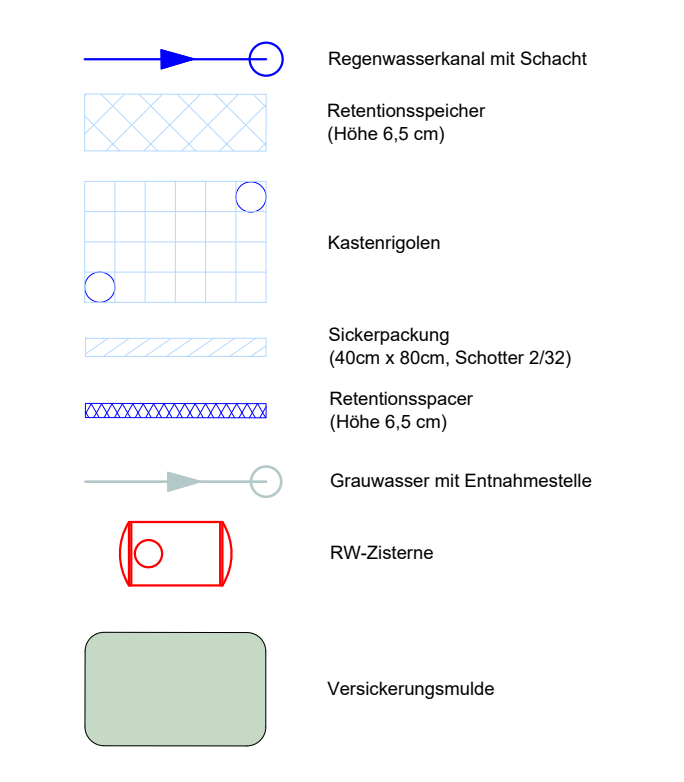 Regenwasserkanal mit Schacht
Retentionsspeicher
(Höhe 6,5 cm)
Kastenrigolen
Sickerpackung
(40cm x 80cm, Schotter 2/32)
Retentionsspacer
(Höhe 6,5 cm)
Grauwasser mit Entnahmestelle
RW-Zisterne
Versickerungsmulde